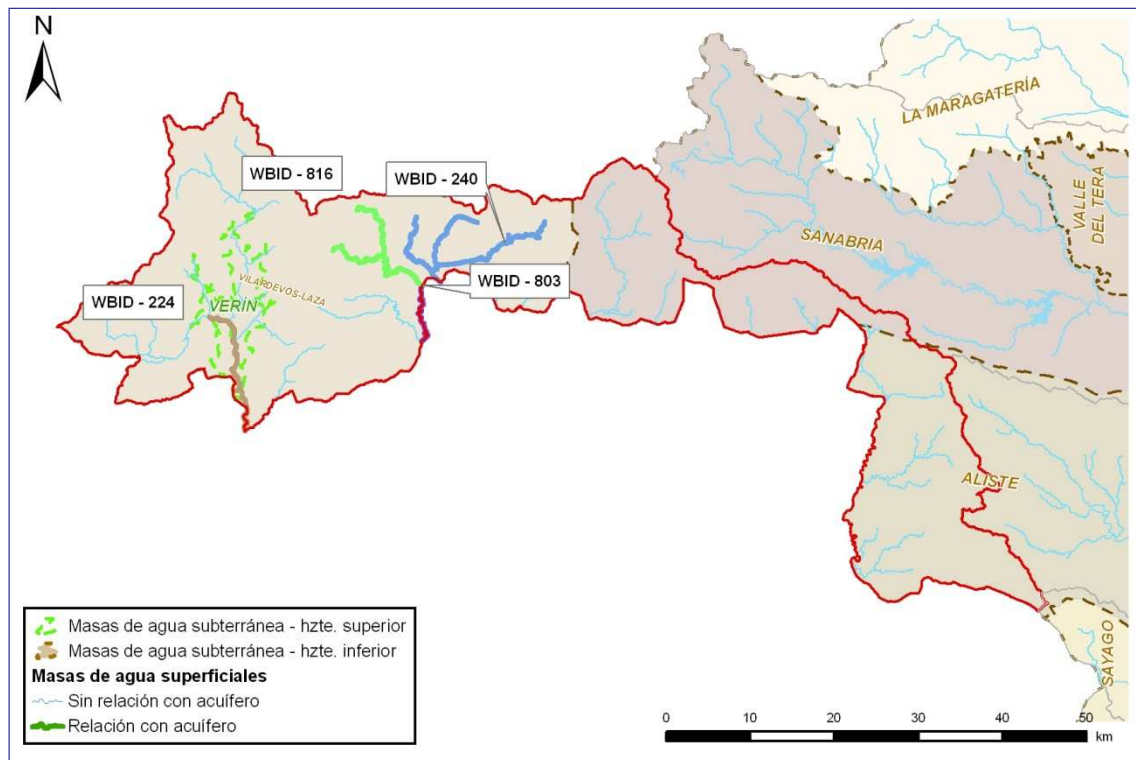 N
LA MARAGATERÍA
WBID - 816
WBID - 240
VALLE
DEL TERA
SANABRIA
VILARDEVOS-LAZA
WBID - 803
WBID - 224
VERÍN
ALISTE
SAYAGO
Masas de agua subterránea - hzte. superior
Masas de agua subterránea - hzte. inferior
Masas de agua superficiales
Sin relación con acuífero
Relación con acuífero
0 10 20 30 40 50
km